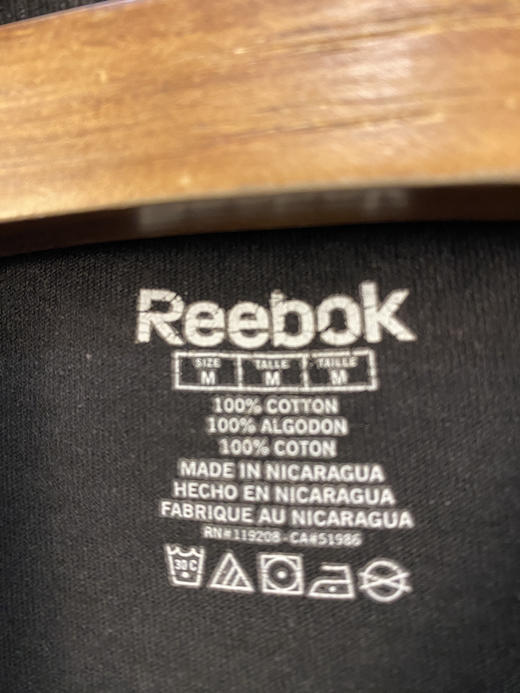 Reebok
SIZE TALLE TAILLE
M M M
100% COTTON
100% ALGODON
100% COTON
MADE IN NICARAGUA
HECHO EN NICARAGUA
FABRIQUE AU NICARAGUA
RN#119208-CA#51986
30 C